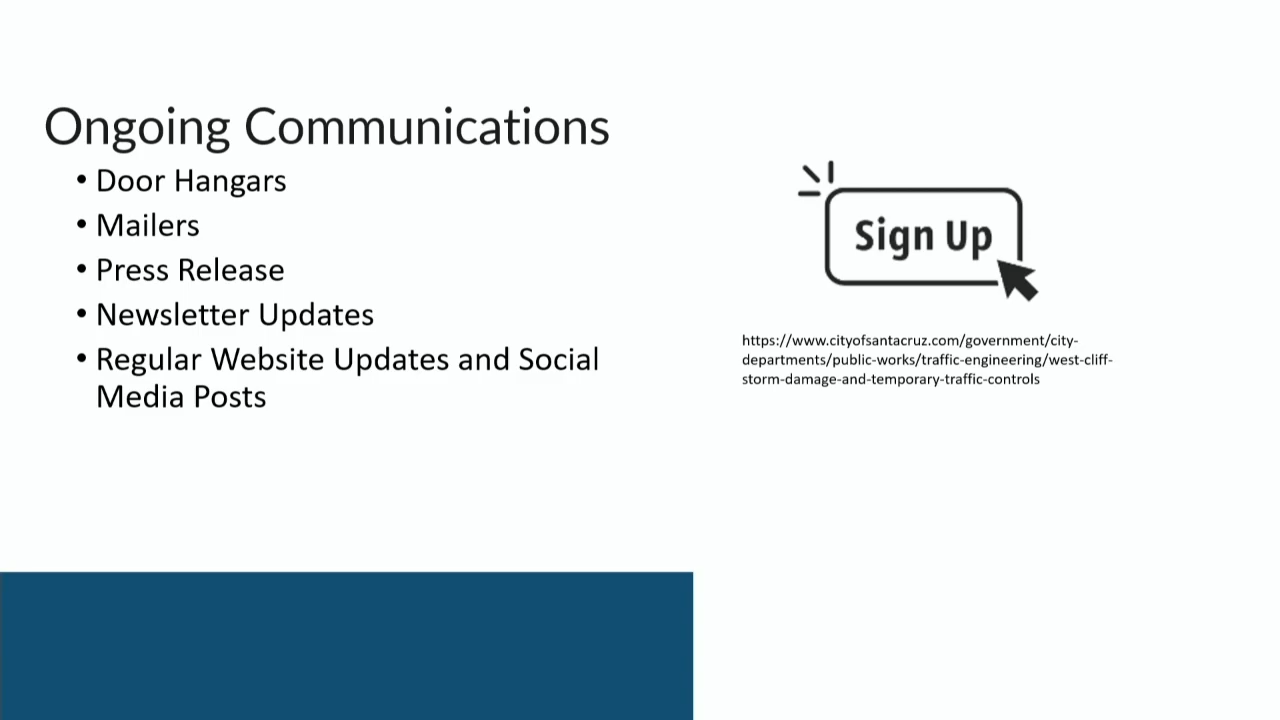 Ongoing Communications
• Door Hangars
• Mailers
• Press Release
• Newsletter Updates
• Regular Website Updates and Social
Media Posts
Sign Up
https://www.cityofsantacruz.com/government/city-
departments/public-works/traffic-engineering/west-cliff-
storm-damage-and-temporary-traffic-controls